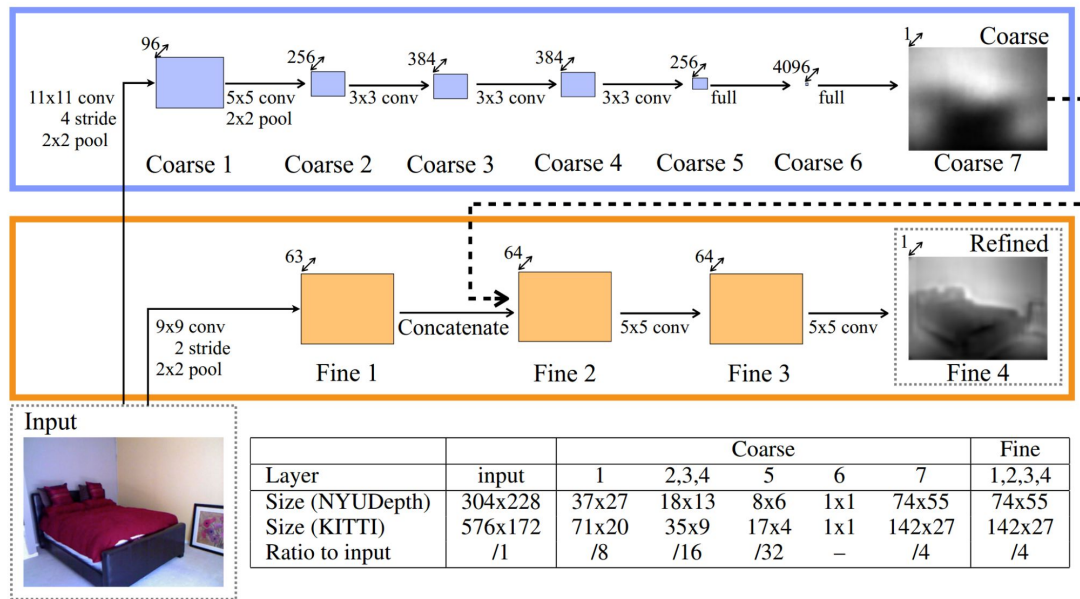 96
256
384
384
256
4096
1
Coarse
11x11 conv
4 stride
2x2 pool
5x5 conv
2x2 pool
3x3 conv
3x3 conv
3x3 conv
full
full
Coarse 1
Coarse 2
Coarse 3
Coarse 4
Coarse 5
Coarse 6
Coarse 7
63
64
64
1
Refined
9x9 conv
2 stride
2x2 pool
Concatenate
5x5 conv
5x5 conv
Fine 1
Fine 2
Fine 3
Fine 4
Input
Coarse Fine
Layer input 1 2,3,4 5 6 7 1,2,3,4
Size (NYUDepth) 304x228 37x27 18x13 8x6 1x1 74x55 74x55
Size (KITTI) 576x172 71x20 35x9 17x4 1x1 142x27 142x27
Ratio to input /1 /8 /16 /32 – /4 /4